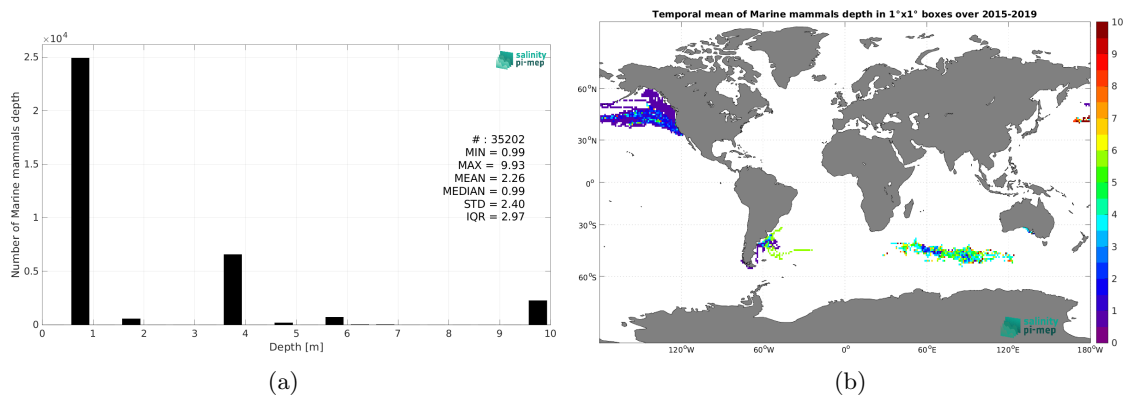 ×10⁴
2.5
2
1.5
1
0.5
0
0 1 2 3 4 5 6 7 8 9 10
Number of Marine mammals depth
Depth [m]
salinity
pi-mep
# : 35202
MIN = 0.99
MAX = 9.93
MEAN = 2.26
MEDIAN = 0.99
STD = 2.40
IQR = 2.97
(a)
Temporal mean of Marine mammals depth in 1°x1° boxes over 2015-2019
60°N
30°N
0°
30°S
60°S
120°W 60°W 0° 60°E 120°E 180°W
salinity
pi-mep
10
9
8
7
6
5
4
3
2
1
0
(b)